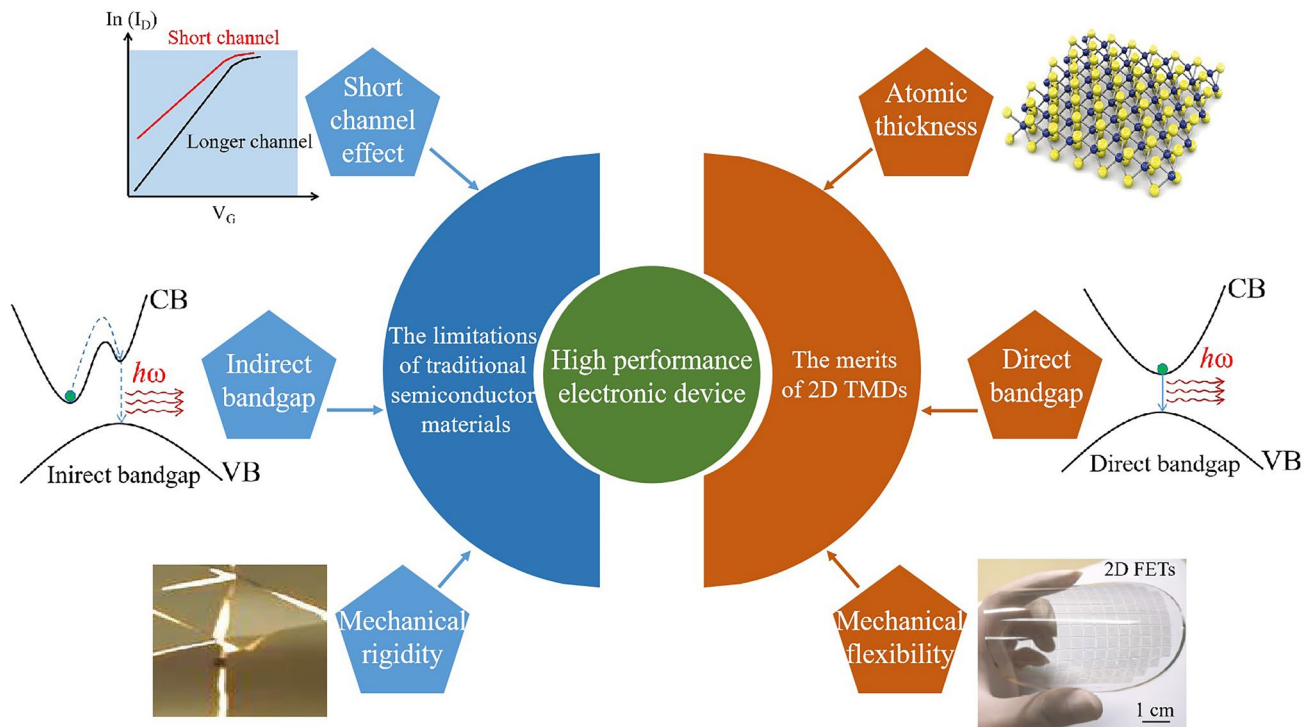 In (I_D)
Short channel
Longer channel
V_G
Short
channel
effect
Atomic
thickness
CB
hω
Inirect bandgap
VB
Indirect
bandgap
The limitations
of traditional
semiconductor
materials
High performance
electronic device
The merits
of 2D TMDs
Direct
bandgap
CB
hω
Direct bandgap
VB
Mechanical
rigidity
Mechanical
flexibility
2D FETs
1 cm